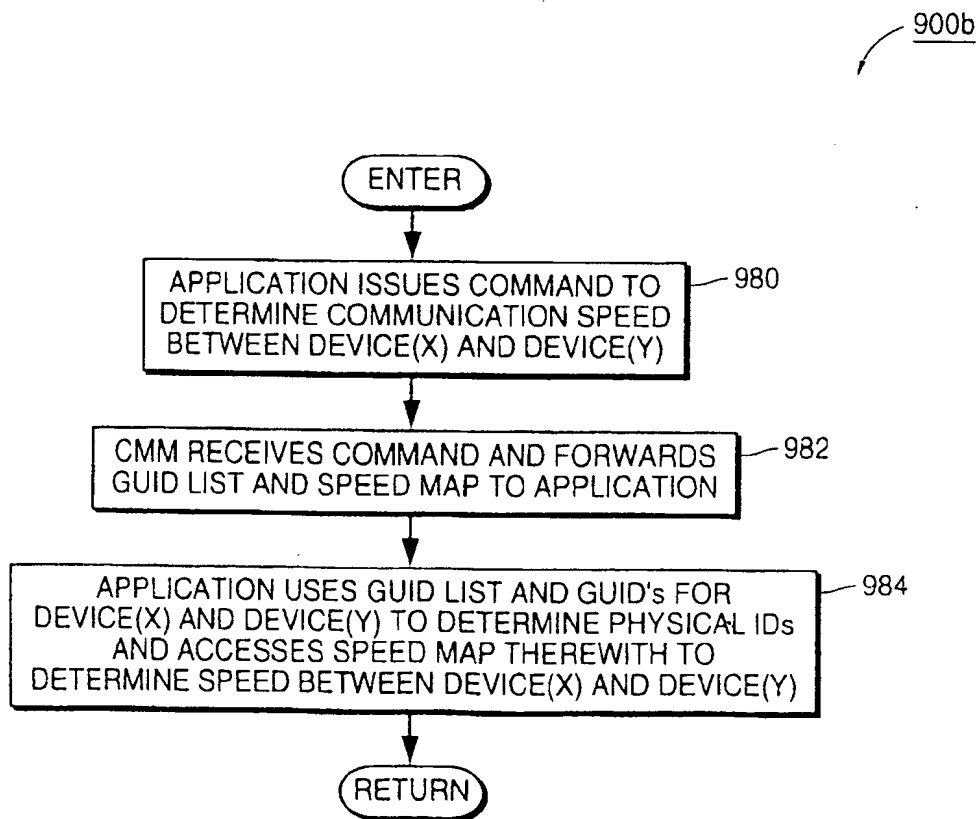 900b
ENTER
APPLICATION ISSUES COMMAND TO
DETERMINE COMMUNICATION SPEED
BETWEEN DEVICE(X) AND DEVICE(Y)
980
CMM RECEIVES COMMAND AND FORWARDS
GUID LIST AND SPEED MAP TO APPLICATION
982
APPLICATION USES GUID LIST AND GUID's FOR
DEVICE(X) AND DEVICE(Y) TO DETERMINE PHYSICAL IDs
AND ACCESSES SPEED MAP THEREWITH TO
DETERMINE SPEED BETWEEN DEVICE(X) AND DEVICE(Y)
984
RETURN